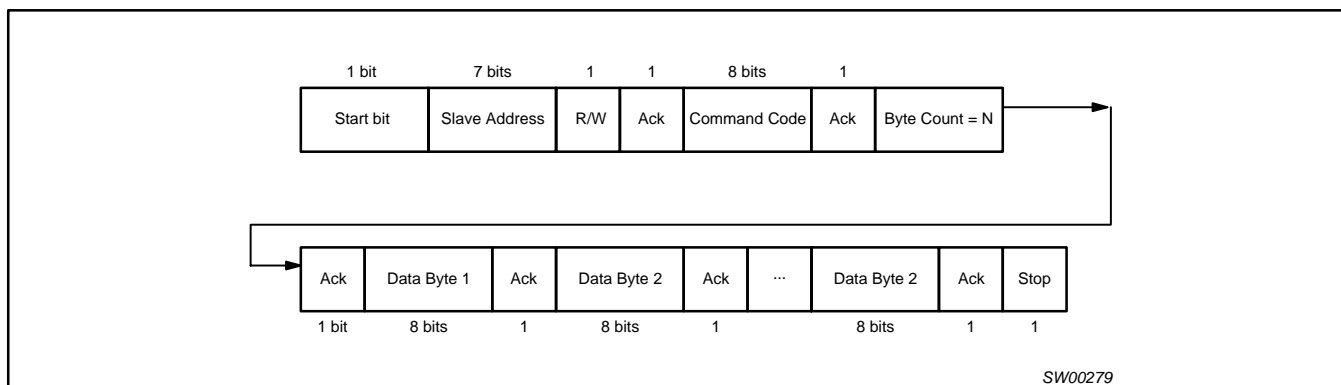 1 bit 7 bits 1 1 8 bits 1
Start bit Slave Address R/W Ack Command Code Ack Byte Count = N
Ack Data Byte 1 Ack Data Byte 2 Ack ... Data Byte 2 Ack Stop
1 bit 8 bits 1 8 bits 1 8 bits 1 1
SW00279